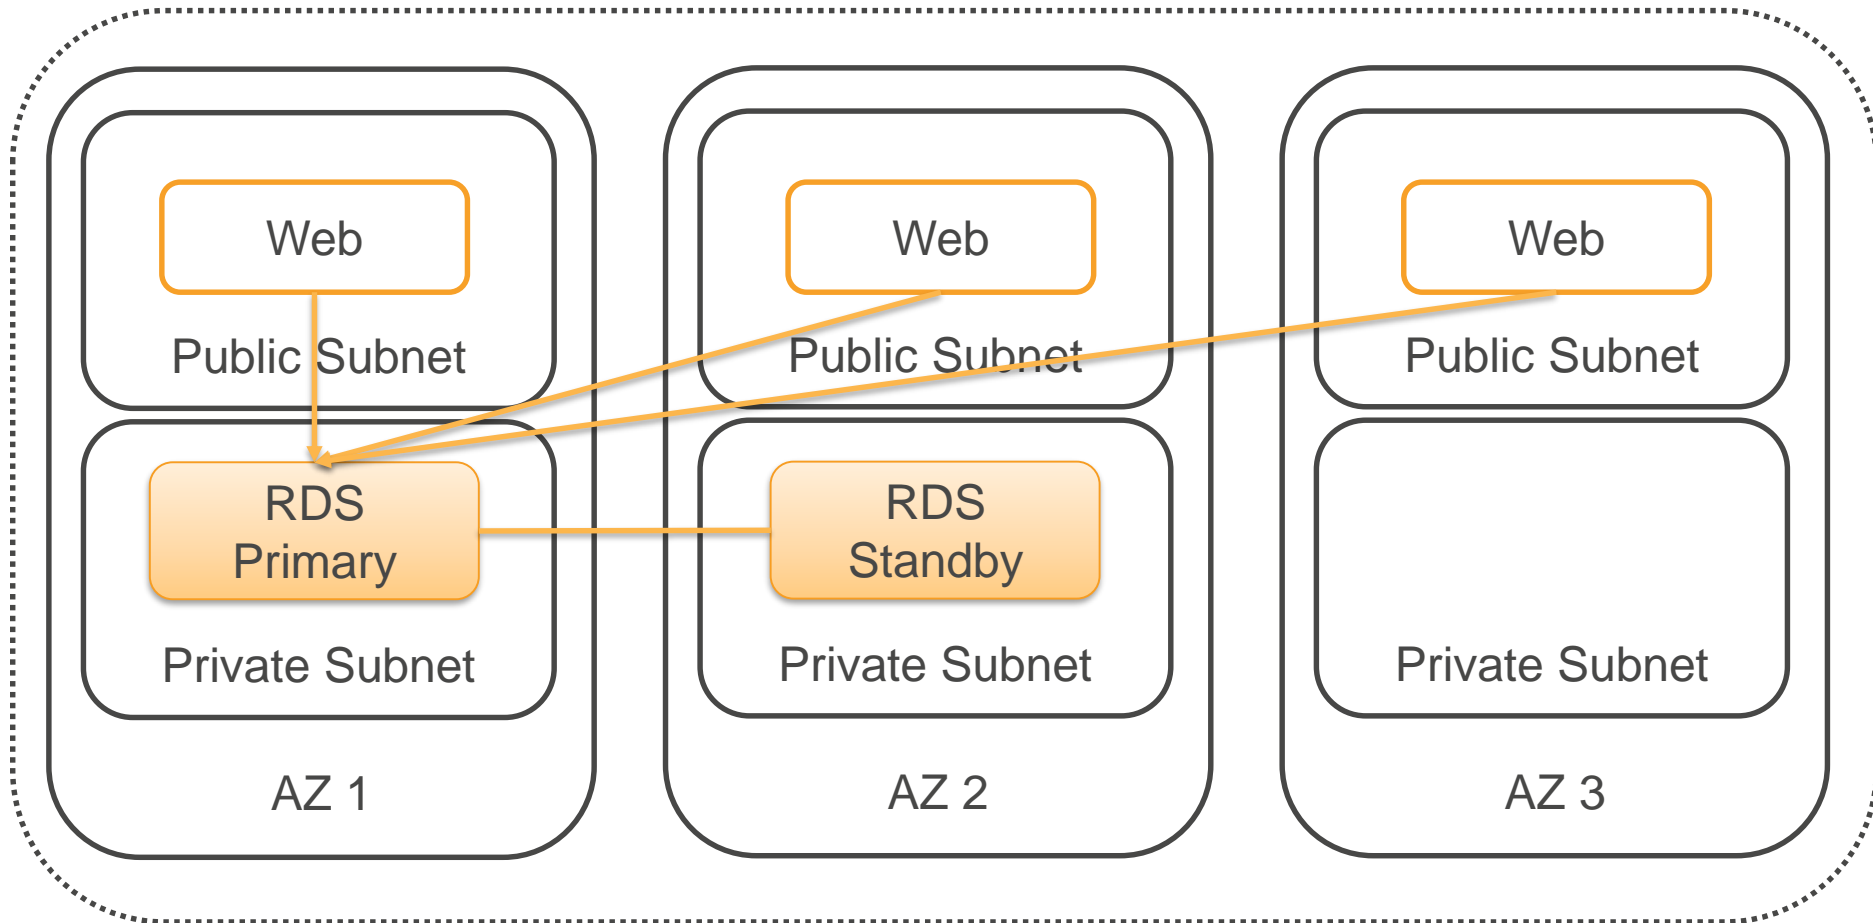 Web
Web
Web
Public Subnet
Public Subnet
Public Subnet
RDS
Primary
RDS
Standby
Private Subnet
Private Subnet
Private Subnet
AZ 1
AZ 2
AZ 3